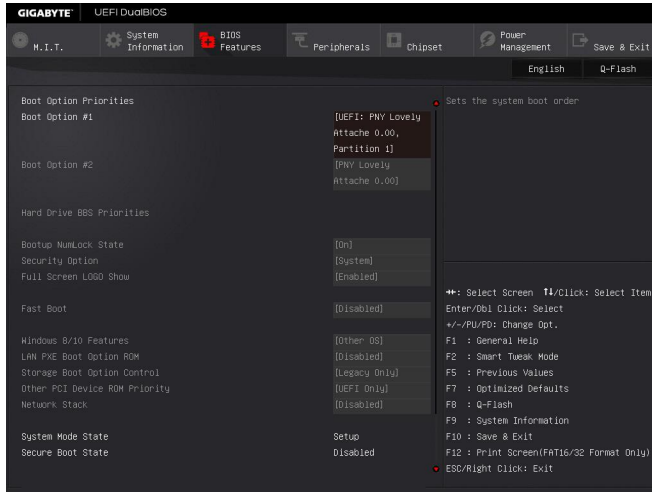 GIGABYTE™ UEFI DualBIOS
M.I.T. System Information BIOS Features Peripherals Chipset Power Management Save & Exit
English Q-Flash
Boot Option Priorities
Boot Option #1 [UEFI: PNY Lovely Attache 0.00, Partition 1]
Boot Option #2 [PNY Lovely Attache 0.00]
Hard Drive BBS Priorities
Bootup NumLock State [On]
Security Option [System]
Full Screen LOGO Show [Enabled]
Fast Boot [Disabled]
Windows 8/10 Features [Other OS]
LAN PXE Boot Option ROM [Disabled]
Storage Boot Option Control [Legacy Only]
Other PCI Device ROM Priority [UEFI Only]
Network Stack [Disabled]
System Mode State Setup
Secure Boot State Disabled
Sets the system boot order
→←: Select Screen ↑↓/Click: Select Item
Enter/Dbl Click: Select
+/-/PU/PD: Change Opt.
F1 : General Help
F2 : Smart Tweak Mode
F5 : Previous Values
F7 : Optimized Defaults
F8 : Q-Flash
F9 : System Information
F10 : Save & Exit
F12 : Print Screen(FAT16/32 Format Only)
ESC/Right Click: Exit